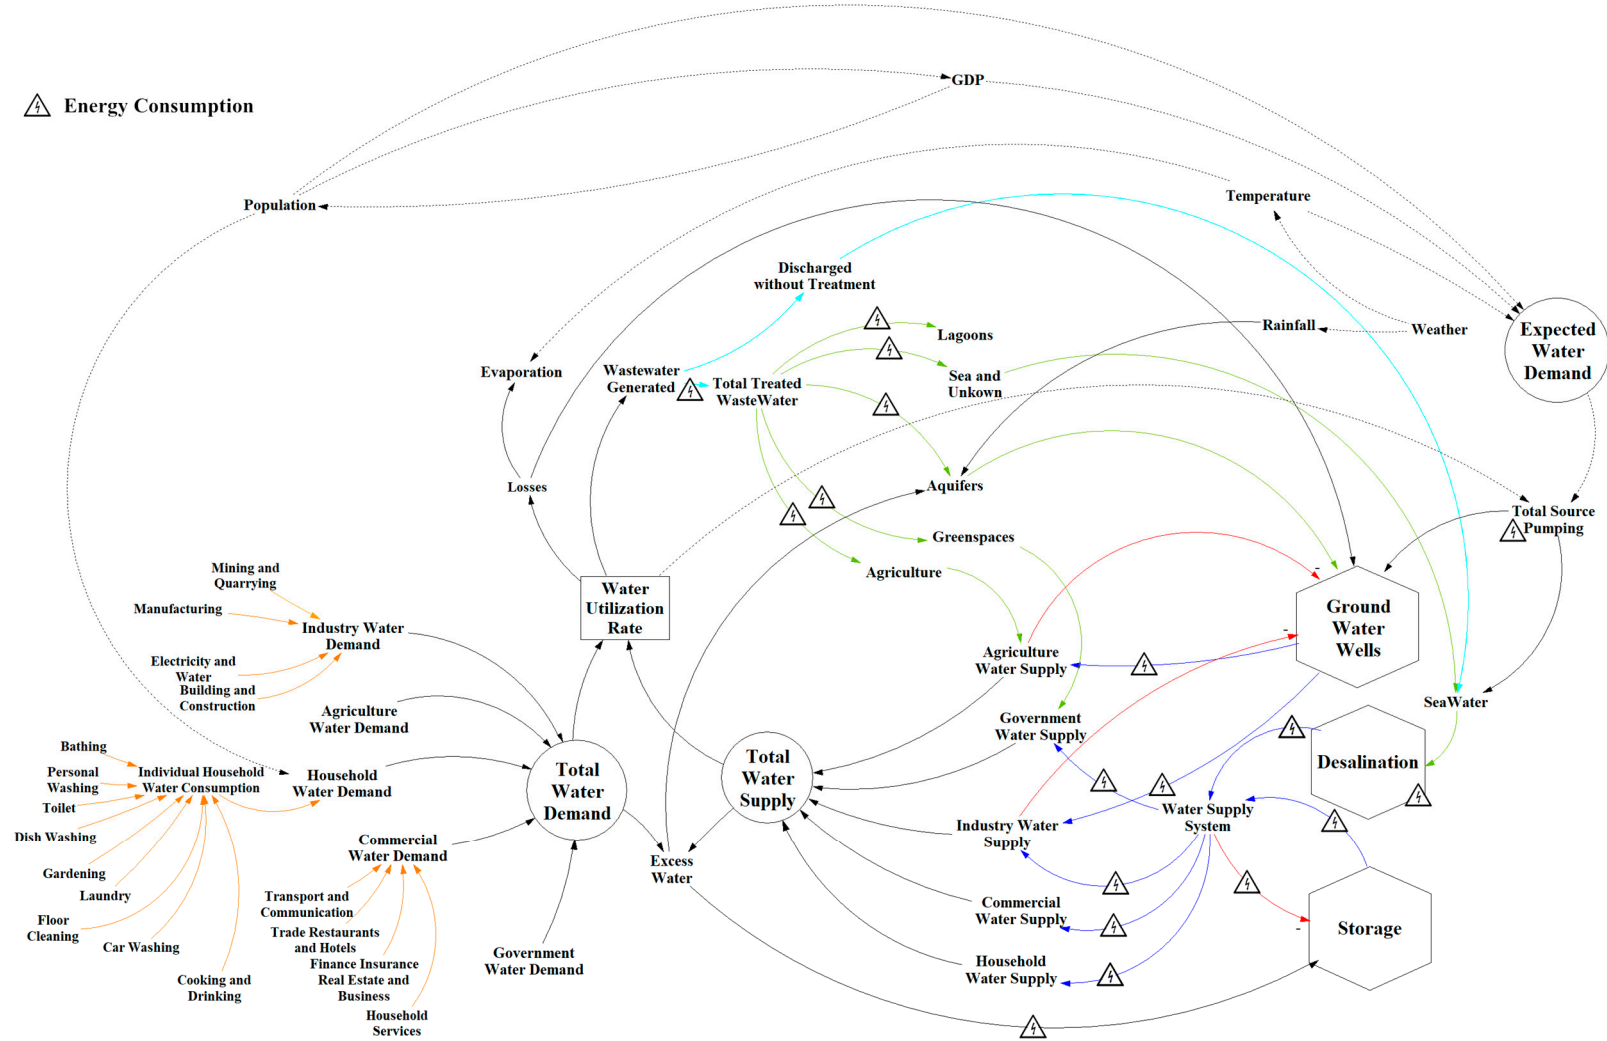 GDP
Energy Consumption
Temperature
Population
Discharged
without Treatment
Rainfall
Weather
Expected
Water
Demand
Lagoons
Evaporation
Wastewater
Generated
Total Treated
WasteWater
Sea and
Unkown
Losses
Aquifers
Total Source
Pumping
Greenspaces
Agriculture
Mining and
Quarrying
Manufacturing
Industry Water
Demand
Water
Utilization
Rate
Ground
Water
Wells
-
-
Electricity and
Water
Building and
Construction
Agriculture
Water Supply
SeaWater
Agriculture
Water Demand
Government
Water Supply
Bathing
Personal
Washing
Toilet
Dish Washing
Gardening
Laundry
Floor
Cleaning
Car Washing
Cooking and
Drinking
Individual Household
Water Consumption
Household
Water Demand
Total
Water
Demand
Total
Water
Supply
Desalination
Water Supply
System
Industry Water
Supply
Commercial
Water Demand
Excess
Water
Transport and
Communication
Trade Restaurants
and Hotels
Finance Insurance
Real Estate and
Business
Household
Services
Government
Water Demand
Commercial
Water Supply
Household
Water Supply
-
Storage